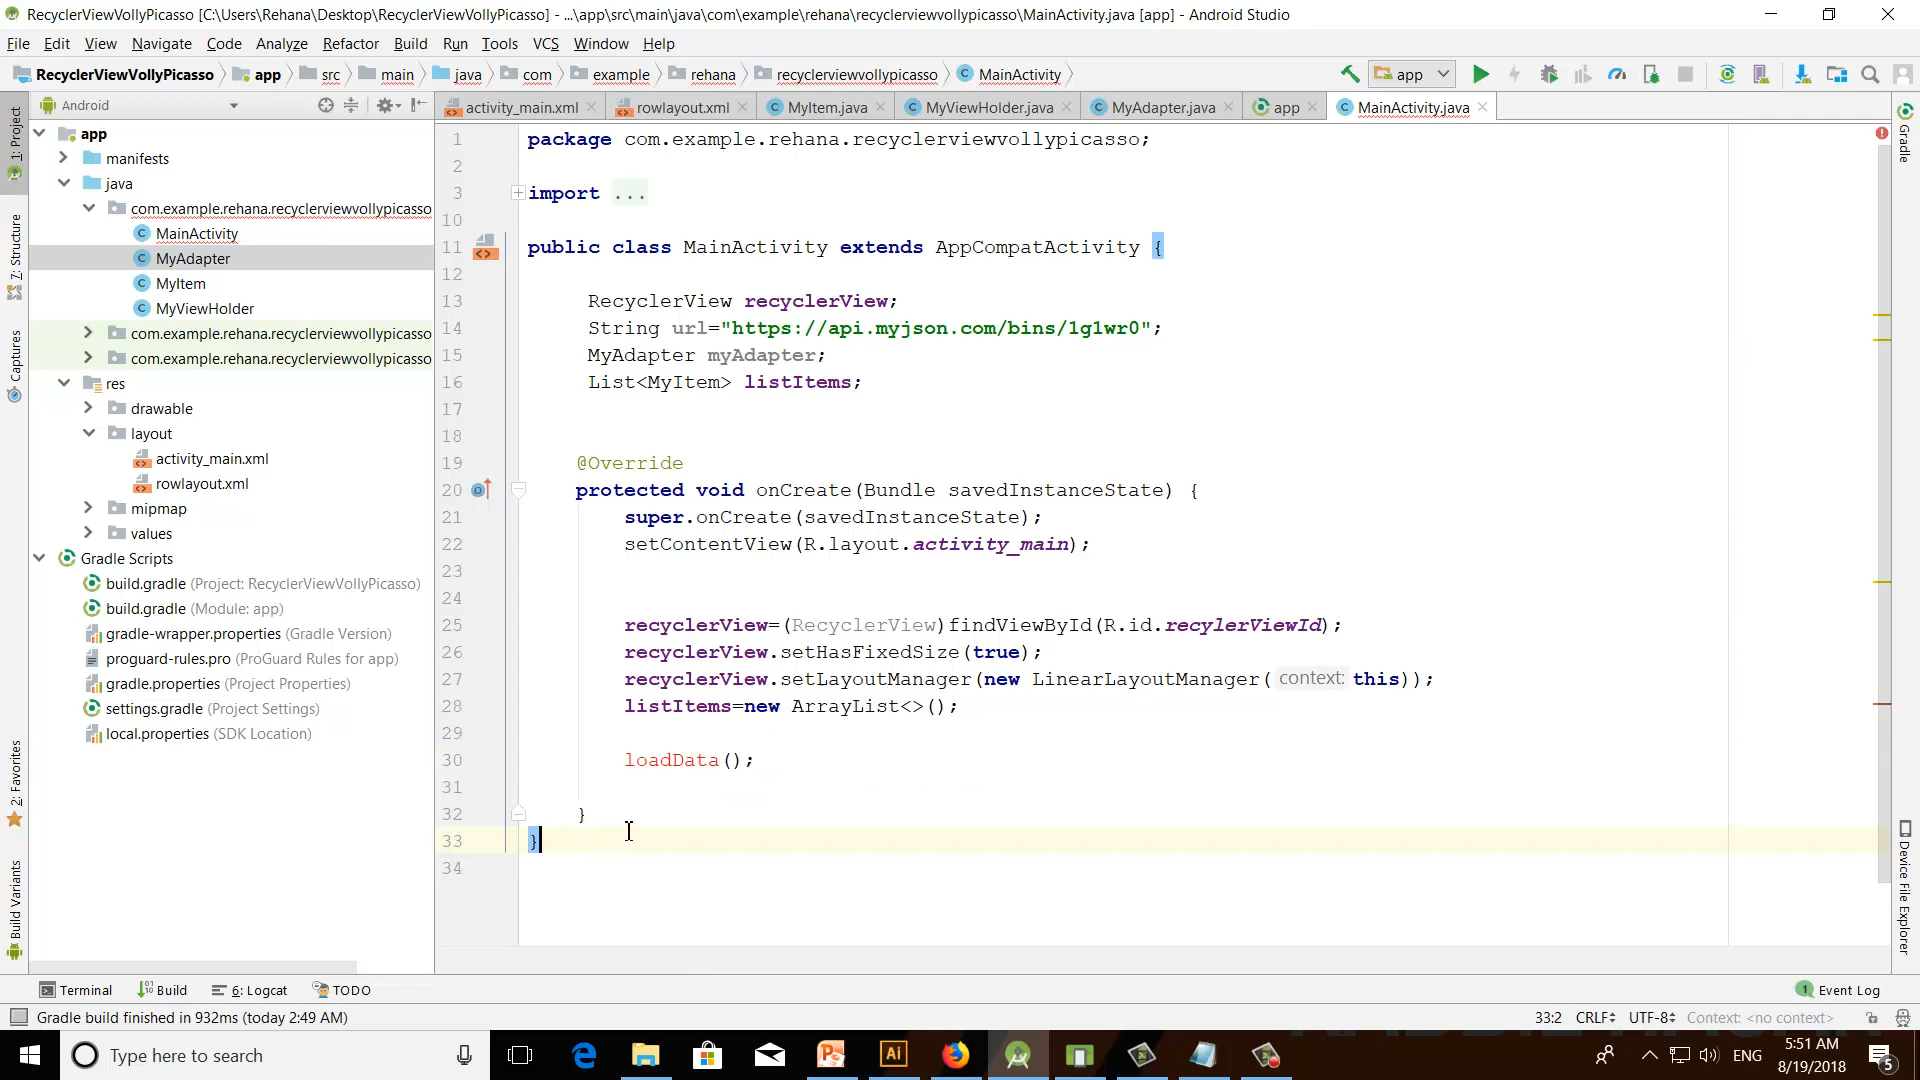 RecyclerViewVollyPicasso [C:\Users\Rehana\Desktop\RecyclerViewVollyPicasso] - ...\app\src\main\java\com\example\rehana\recyclerviewvollypicasso\MainActivity.java [app] - Android Studio
File Edit View Navigate Code Analyze Refactor Build Run Tools VCS Window Help
RecyclerViewVollyPicasso app src main java com example rehana recyclerviewvollypicasso MainActivity app
Android
activity_main.xml rowlayout.xml MyItem.java MyViewHolder.java MyAdapter.java app MainActivity.java
1: Project
7: Structure
Captures
2: Favorites
Build Variants
app
manifests
java
com.example.rehana.recyclerviewvollypicasso
MainActivity
MyAdapter
MyItem
MyViewHolder
com.example.rehana.recyclerviewvollypicasso
com.example.rehana.recyclerviewvollypicasso
res
drawable
layout
activity_main.xml
rowlayout.xml
mipmap
values
Gradle Scripts
build.gradle (Project: RecyclerViewVollyPicasso)
build.gradle (Module: app)
gradle-wrapper.properties (Gradle Version)
proguard-rules.pro (ProGuard Rules for app)
gradle.properties (Project Properties)
settings.gradle (Project Settings)
local.properties (SDK Location)
1 package com.example.rehana.recyclerviewvollypicasso;
2
3 import ...
10
11 public class MainActivity extends AppCompatActivity {
12
13 RecyclerView recyclerView;
14 String url="https://api.myjson.com/bins/1g1wr0";
15 MyAdapter myAdapter;
16 List<MyItem> listItems;
17
18
19 @Override
20 protected void onCreate(Bundle savedInstanceState) {
21 super.onCreate(savedInstanceState);
22 setContentView(R.layout.activity_main);
23
24
25 recyclerView=(RecyclerView)findViewById(R.id.recylerViewId);
26 recyclerView.setHasFixedSize(true);
27 recyclerView.setLayoutManager(new LinearLayoutManager( context: this));
28 listItems=new ArrayList<>();
29
30 loadData();
31
32 }
33 }
34
Gradle
Device File Explorer
Terminal Build 6: Logcat TODO 1 Event Log
Gradle build finished in 932ms (today 2:49 AM) 33:2 CRLF UTF-8 Context: <no context>
Type here to search
Ai
ENG
5:51 AM
8/19/2018
5